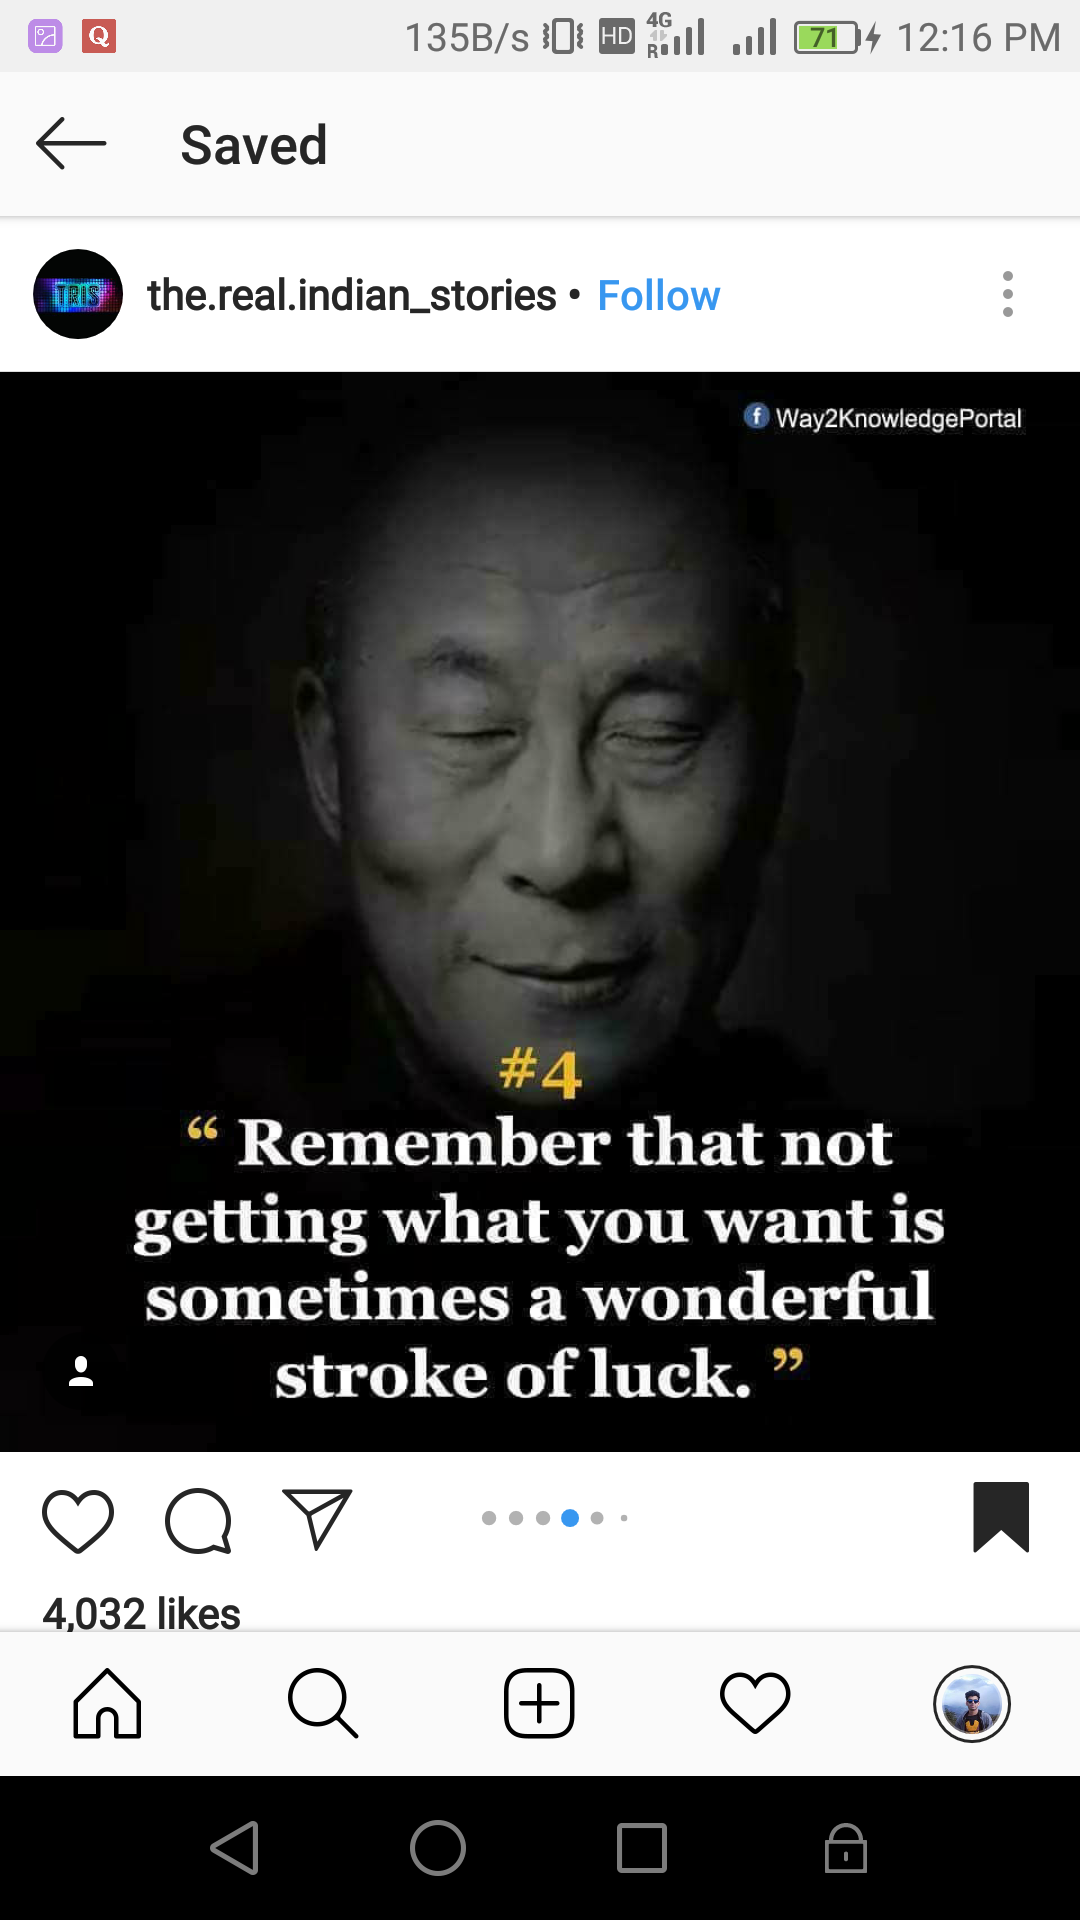 135B/s HD 4G R 71 12:16 PM
Saved
TRIS
the.real.indian_stories • Follow
f Way2KnowledgePortal
#4
“ Remember that not
getting what you want is
sometimes a wonderful
stroke of luck. ”
4,032 likes